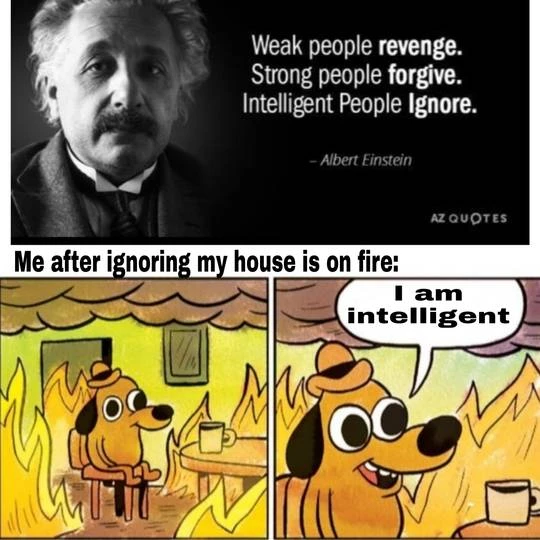 Weak people revenge.
Strong people forgive.
Intelligent People Ignore.
– Albert Einstein
AZ QUOTES
Me after ignoring my house is on fire:
I am
intelligent